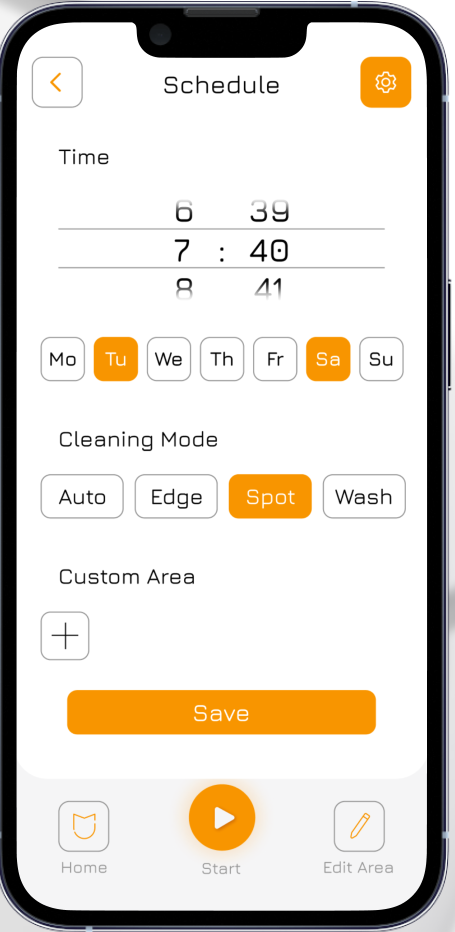 Schedule
Time
6 39
7 : 40
8 41
Mo Tu We Th Fr Sa Su
Cleaning Mode
Auto Edge Spot Wash
Custom Area
Save
Home Start Edit Area